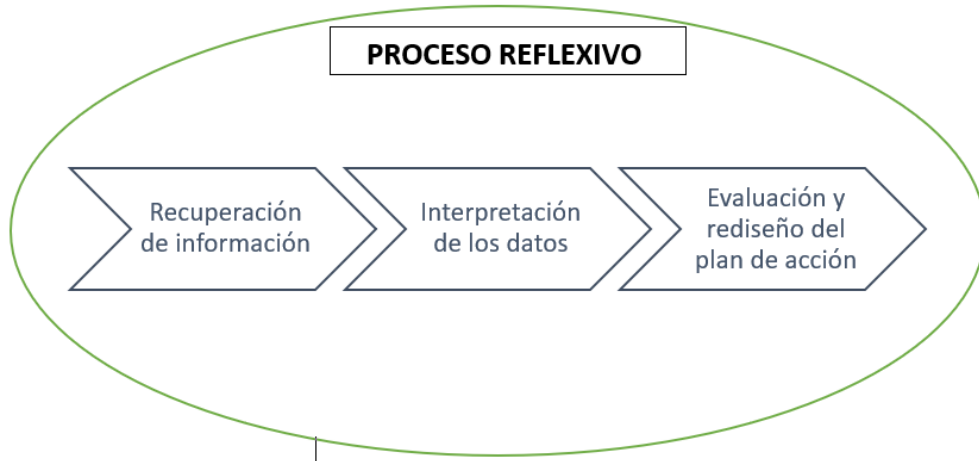 PROCESO REFLEXIVO
Recuperación
de información
Interpretación
de los datos
Evaluación y
rediseño del
plan de acción